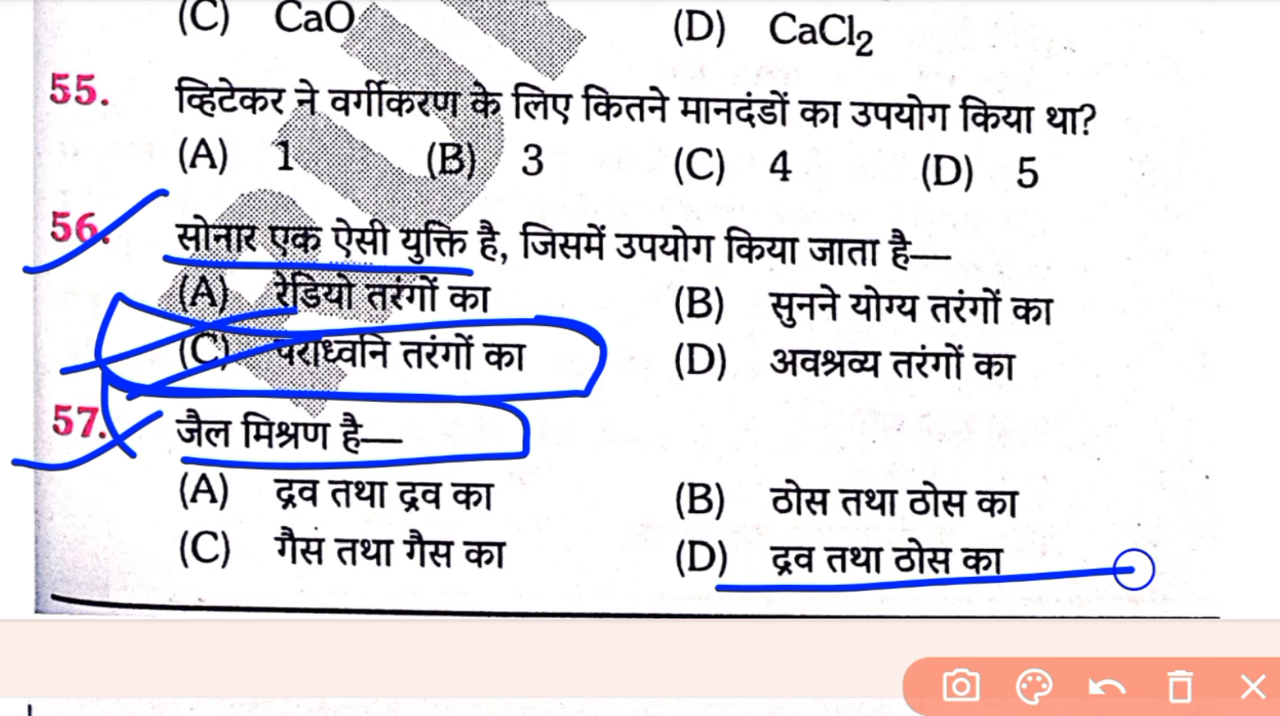 (C) CaO (D) CaCl2
55. व्हिटेकर ने वर्गीकरण के लिए कितने मानदंडों का उपयोग किया था?
(A) 1 (B) 3 (C) 4 (D) 5
56. सोनार एक ऐसी युक्ति है, जिसमें उपयोग किया जाता है—
(A) रेडियो तरंगों का (B) सुनने योग्य तरंगों का
(C) पराध्वनि तरंगों का (D) अवश्रव्य तरंगों का
57. जैल मिश्रण है—
(A) द्रव तथा द्रव का (B) ठोस तथा ठोस का
(C) गैस तथा गैस का (D) द्रव तथा ठोस का